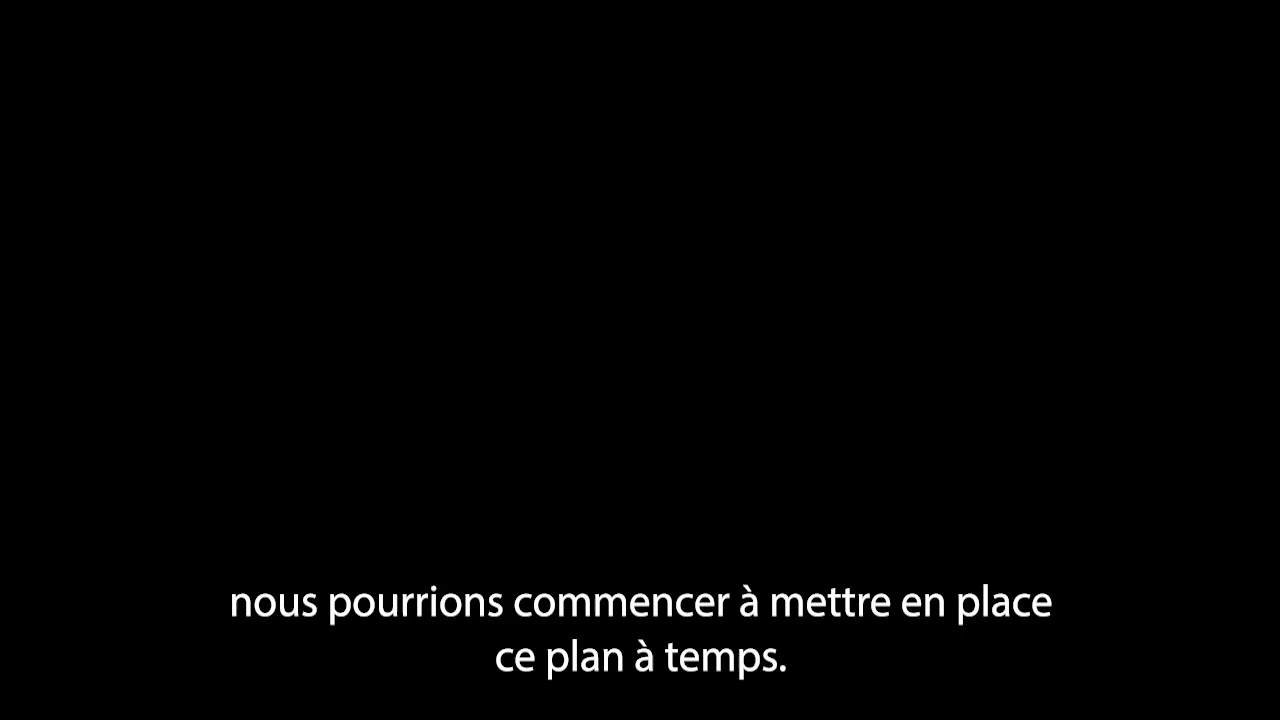 nous pourrions commencer à mettre en place
ce plan à temps.